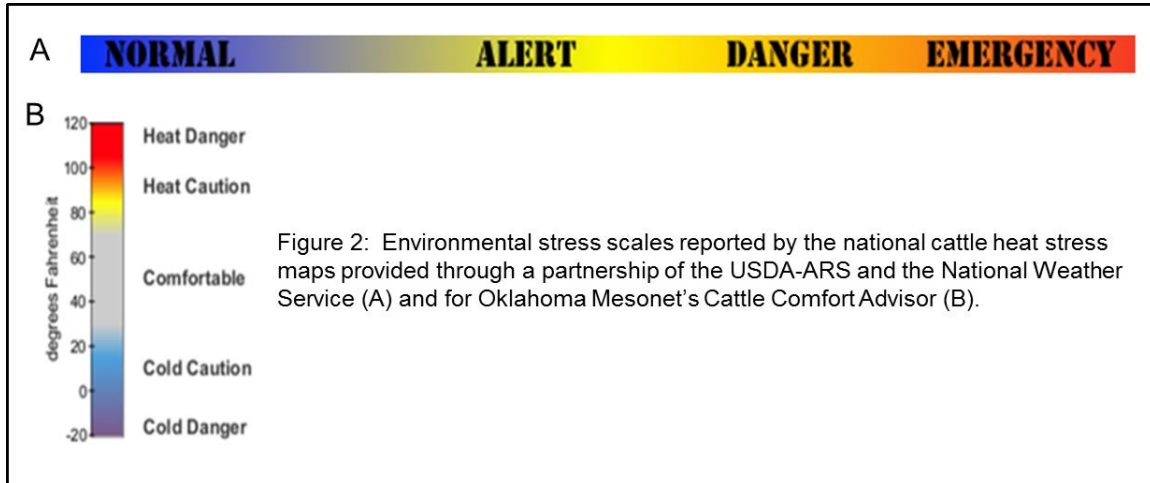 A
NORMAL ALERT DANGER EMERGENCY
B
120
100
80
60
40
20
0
-20
degrees Fahrenheit
Heat Danger
Heat Caution
Comfortable
Cold Caution
Cold Danger
Figure 2: Environmental stress scales reported by the national cattle heat stress
maps provided through a partnership of the USDA-ARS and the National Weather
Service (A) and for Oklahoma Mesonet's Cattle Comfort Advisor (B).